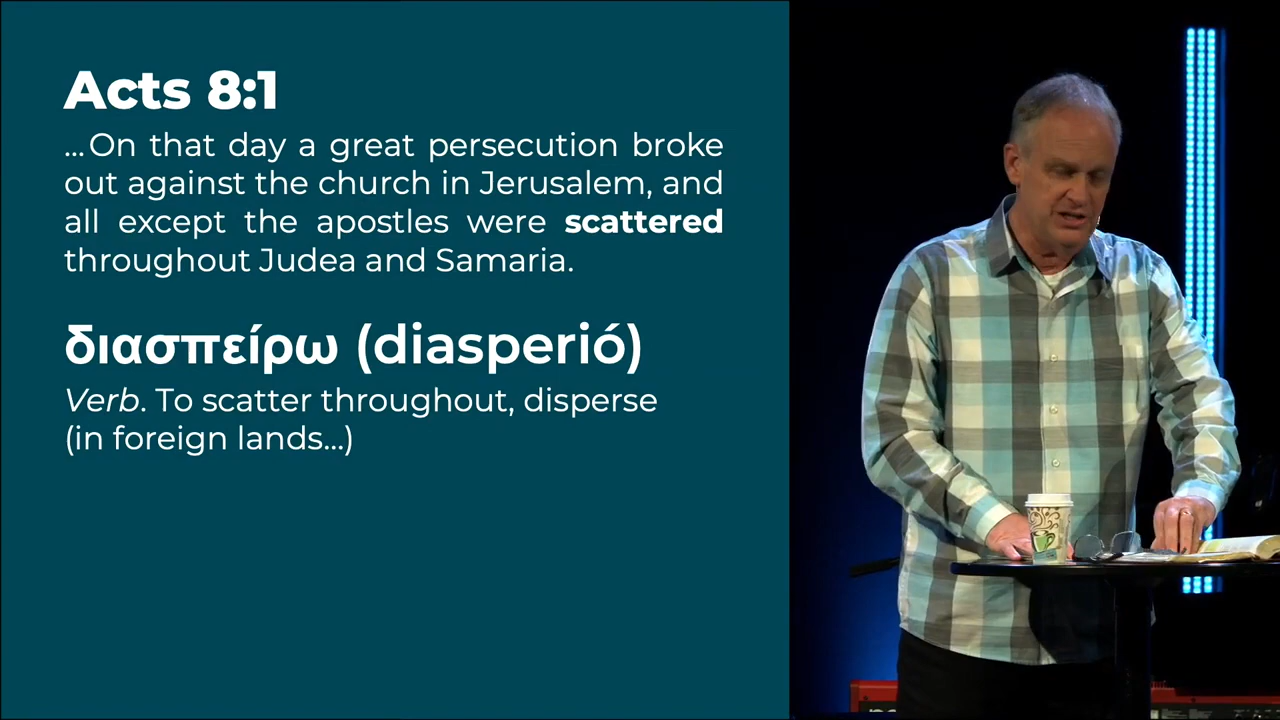 Acts 8:1
...On that day a great persecution broke
out against the church in Jerusalem, and
all except the apostles were scattered
throughout Judea and Samaria.
διασπείρω (diasperió)
Verb. To scatter throughout, disperse
(in foreign lands...)